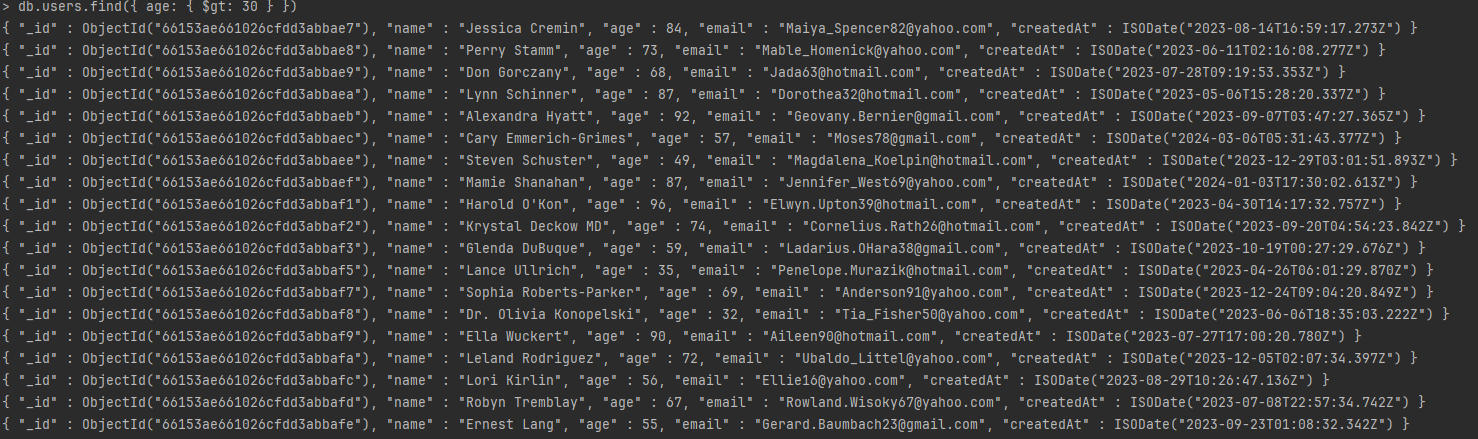 > db.users.find({ age: { $gt: 30 } })
{ "_id" : ObjectId("66153ae661026cfdd3abbae7"), "name" : "Jessica Cremin", "age" : 84, "email" : "Maiya_Spencer82@yahoo.com", "createdAt" : ISODate("2023-08-14T16:59:17.273Z") }
{ "_id" : ObjectId("66153ae661026cfdd3abbae8"), "name" : "Perry Stamm", "age" : 73, "email" : "Mable_Homenick@yahoo.com", "createdAt" : ISODate("2023-06-11T02:16:08.277Z") }
{ "_id" : ObjectId("66153ae661026cfdd3abbae9"), "name" : "Don Gorczany", "age" : 68, "email" : "Jada63@hotmail.com", "createdAt" : ISODate("2023-07-28T09:19:53.353Z") }
{ "_id" : ObjectId("66153ae661026cfdd3abbaea"), "name" : "Lynn Schinner", "age" : 87, "email" : "Dorothea32@hotmail.com", "createdAt" : ISODate("2023-05-06T15:28:20.337Z") }
{ "_id" : ObjectId("66153ae661026cfdd3abbaeb"), "name" : "Alexandra Hyatt", "age" : 92, "email" : "Geovany.Bernier@gmail.com", "createdAt" : ISODate("2023-09-07T03:47:27.365Z") }
{ "_id" : ObjectId("66153ae661026cfdd3abbaec"), "name" : "Cary Emmerich-Grimes", "age" : 57, "email" : "Moses78@gmail.com", "createdAt" : ISODate("2024-03-06T05:31:43.377Z") }
{ "_id" : ObjectId("66153ae661026cfdd3abbaee"), "name" : "Steven Schuster", "age" : 49, "email" : "Magdalena_Koelpin@hotmail.com", "createdAt" : ISODate("2023-12-29T03:01:51.893Z") }
{ "_id" : ObjectId("66153ae661026cfdd3abbaef"), "name" : "Mamie Shanahan", "age" : 87, "email" : "Jennifer_West69@yahoo.com", "createdAt" : ISODate("2024-01-03T17:30:02.613Z") }
{ "_id" : ObjectId("66153ae661026cfdd3abbaf1"), "name" : "Harold O'Kon", "age" : 96, "email" : "Elwyn.Upton39@hotmail.com", "createdAt" : ISODate("2023-04-30T14:17:32.757Z") }
{ "_id" : ObjectId("66153ae661026cfdd3abbaf2"), "name" : "Krystal Deckow MD", "age" : 74, "email" : "Cornelius.Rath26@hotmail.com", "createdAt" : ISODate("2023-09-20T04:54:23.842Z") }
{ "_id" : ObjectId("66153ae661026cfdd3abbaf3"), "name" : "Glenda DuBuque", "age" : 59, "email" : "Ladarius.OHara38@gmail.com", "createdAt" : ISODate("2023-10-19T00:27:29.676Z") }
{ "_id" : ObjectId("66153ae661026cfdd3abbaf5"), "name" : "Lance Ullrich", "age" : 35, "email" : "Penelope.Murazik@hotmail.com", "createdAt" : ISODate("2023-04-26T06:01:29.870Z") }
{ "_id" : ObjectId("66153ae661026cfdd3abbaf7"), "name" : "Sophia Roberts-Parker", "age" : 69, "email" : "Anderson91@yahoo.com", "createdAt" : ISODate("2023-12-24T09:04:20.849Z") }
{ "_id" : ObjectId("66153ae661026cfdd3abbaf8"), "name" : "Dr. Olivia Konopelski", "age" : 32, "email" : "Tia_Fisher50@yahoo.com", "createdAt" : ISODate("2023-06-06T18:35:03.222Z") }
{ "_id" : ObjectId("66153ae661026cfdd3abbaf9"), "name" : "Ella Wuckert", "age" : 90, "email" : "Aileen90@hotmail.com", "createdAt" : ISODate("2023-07-27T17:00:20.780Z") }
{ "_id" : ObjectId("66153ae661026cfdd3abbafa"), "name" : "Leland Rodriguez", "age" : 72, "email" : "Ubaldo_Littel@yahoo.com", "createdAt" : ISODate("2023-12-05T02:07:34.397Z") }
{ "_id" : ObjectId("66153ae661026cfdd3abbafc"), "name" : "Lori Kirlin", "age" : 56, "email" : "Ellie16@yahoo.com", "createdAt" : ISODate("2023-08-29T10:26:47.136Z") }
{ "_id" : ObjectId("66153ae661026cfdd3abbafd"), "name" : "Robyn Tremblay", "age" : 67, "email" : "Rowland.Wisoky67@yahoo.com", "createdAt" : ISODate("2023-07-08T22:57:34.742Z") }
{ "_id" : ObjectId("66153ae661026cfdd3abbafe"), "name" : "Ernest Lang", "age" : 55, "email" : "Gerard.Baumbach23@gmail.com", "createdAt" : ISODate("2023-09-23T01:08:32.342Z") }